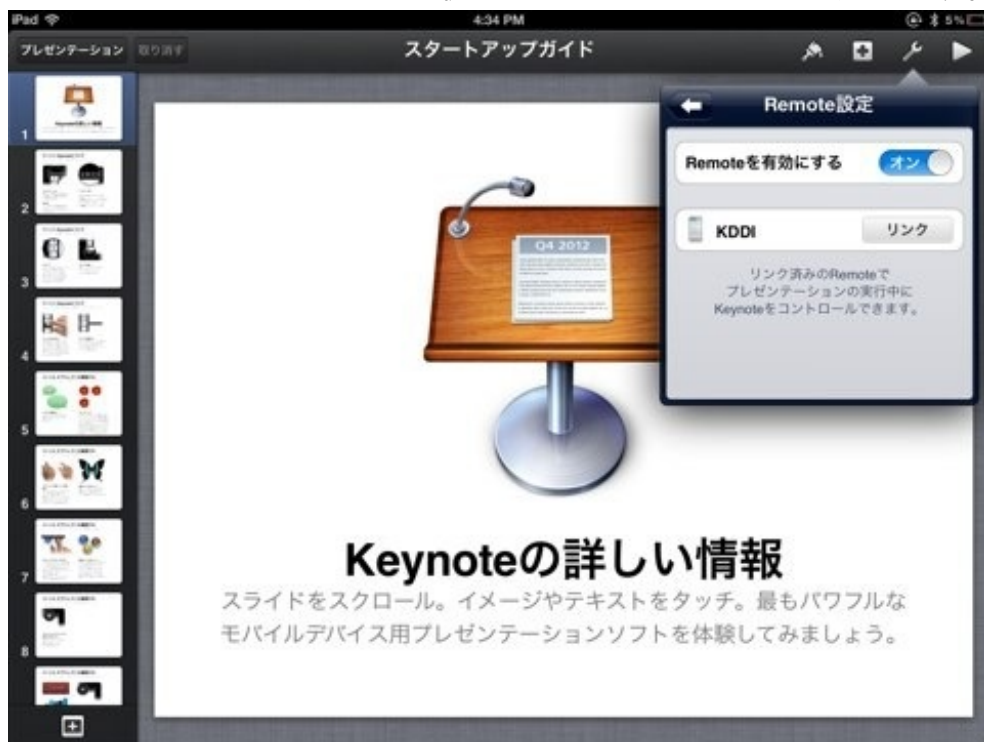 iPad
4:34 PM
5%
プレゼンテーション
取り消す
スタートアップガイド
Remote設定
Remoteを有効にする
オン
KDDI
リンク
リンク済みのRemoteで
プレゼンテーションの実行中に
Keynoteをコントロールできます。
1
2
3
4
5
6
7
8
Q4 2012
Keynoteの詳しい情報
スライドをスクロール。イメージやテキストをタッチ。最もパワフルな
モバイルデバイス用プレゼンテーションソフトを体験してみましょう。